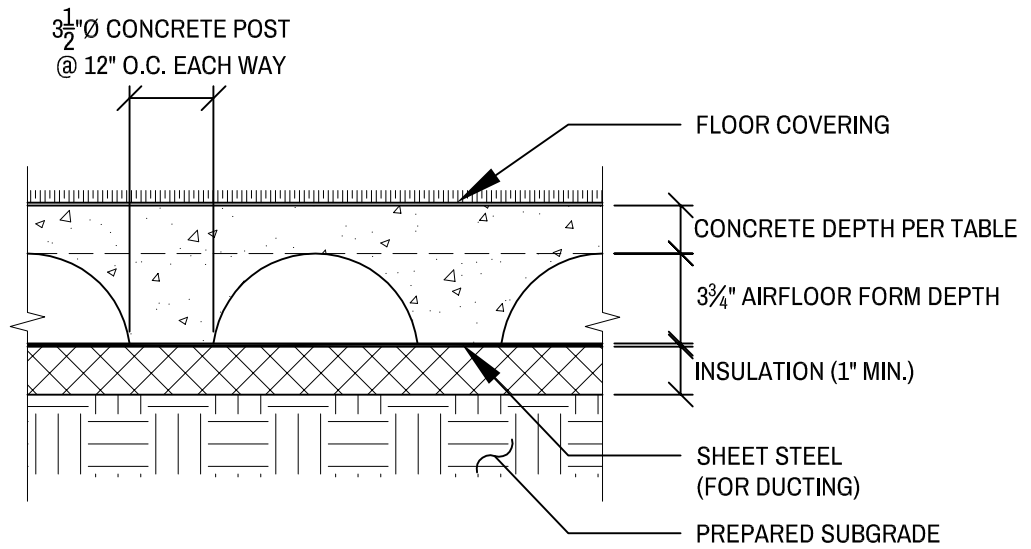 3½"Ø CONCRETE POST
@ 12" O.C. EACH WAY
FLOOR COVERING
CONCRETE DEPTH PER TABLE
3¾" AIRFLOOR FORM DEPTH
INSULATION (1" MIN.)
SHEET STEEL
(FOR DUCTING)
PREPARED SUBGRADE